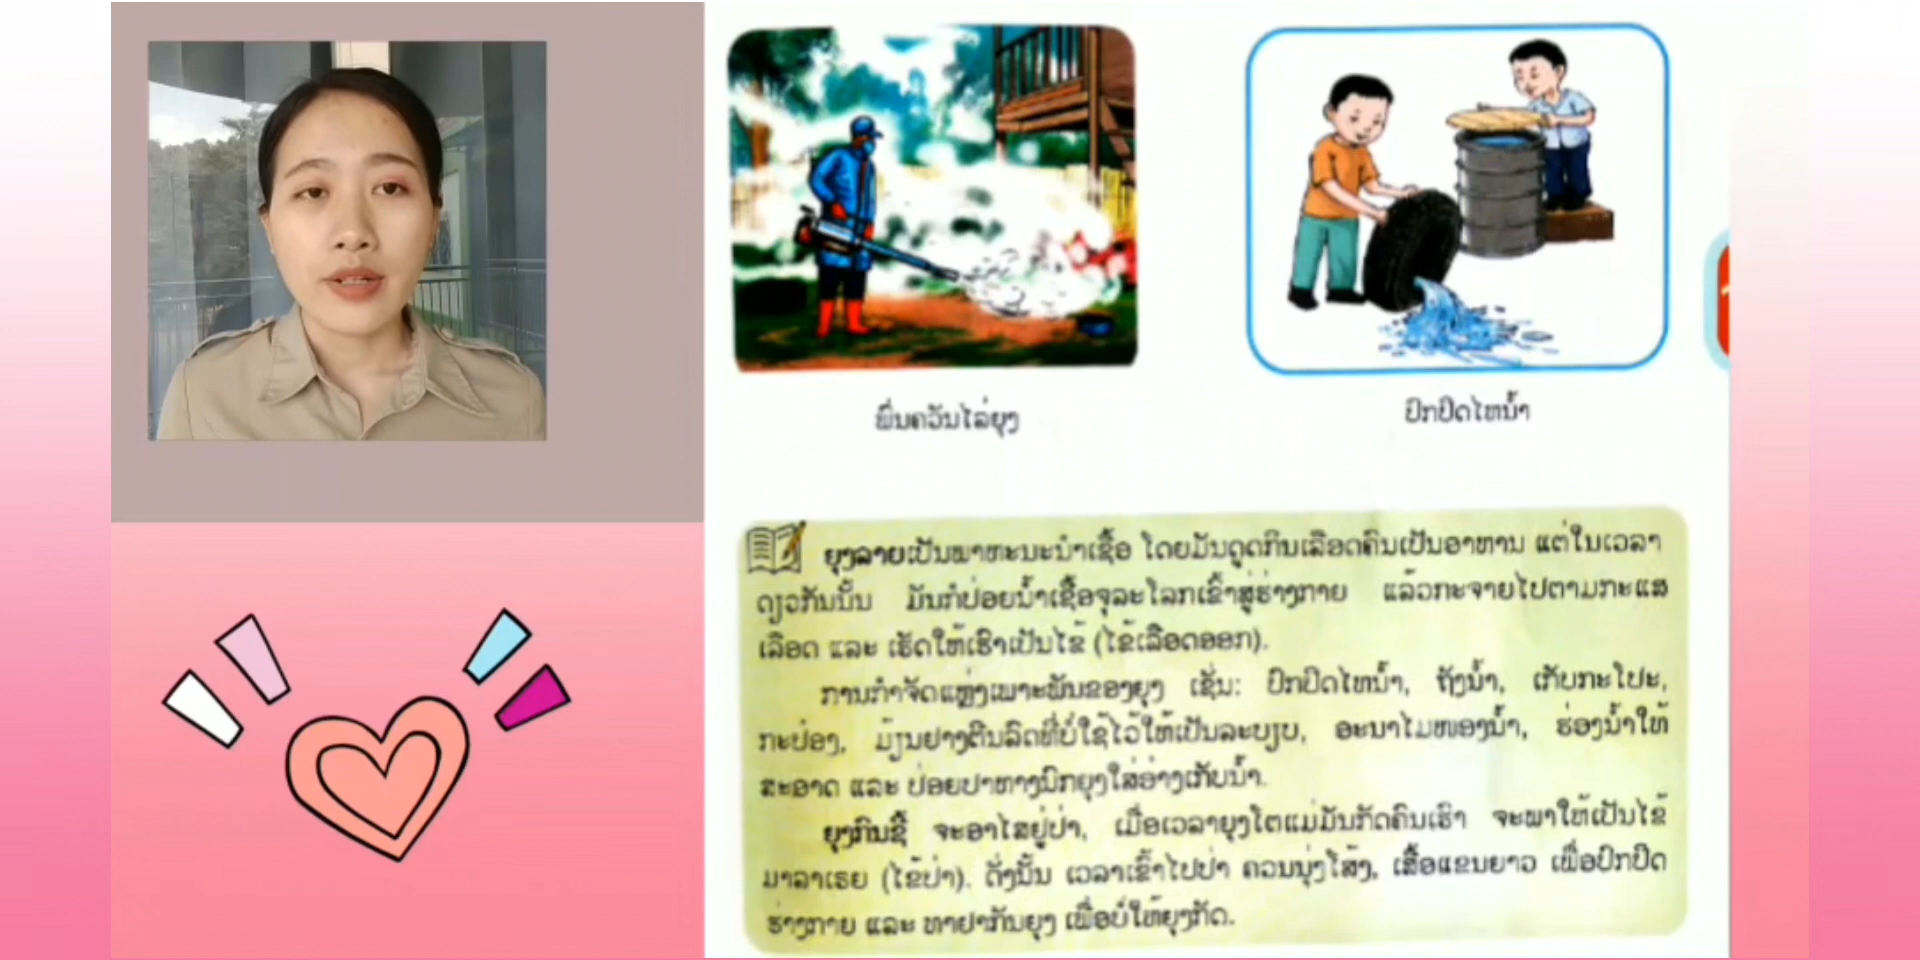 ພົ່ນຄວັນໄລ່ຍຸງ
ປົກປິດໄຫນ້ຳ
ຍຸງລາຍເປັນພາຫະນະນຳເຊື້ອ ໂດຍມັນດູດກິນເລືອດຄົນເປັນອາຫານ ແຕ່ໃນເວລາ
ດຽວກັນນັ້ນ ມັນກໍປ່ອຍນ້ຳເຊື້ອຈຸລະໂລກເຂົ້າສູ່ຮ່າງກາຍ ແລ້ວກະຈາຍໄປຕາມກະແສ
ເລືອດ ແລະ ເຮັດໃຫ້ເຮົາເປັນໄຂ້ (ໄຂ້ເລືອດອອກ).
ການກຳຈັດແຫຼ່ງເພາະພັນຂອງຍຸງ ເຊັ່ນ: ປົກປິດໄຫນ້ຳ, ຖັງນ້ຳ, ເກັບກະໂປະ,
ກະປ໋ອງ, ມ້ຽນຢາງຕີນລົດທີ່ບໍ່ໃຊ້ໄວ້ໃຫ້ເປັນລະບຽບ, ອະນາໄມໜອງນ້ຳ, ຮ່ອງນ້ຳໃຫ້
ສະອາດ ແລະ ປ່ອຍປາຫາງນົກຍຸງໃສ່ອ່າງເກັບນ້ຳ.
ຍຸງກົ້ນຊີ້ ຈະອາໄສຢູ່ປ່າ, ເມື່ອເວລາຍຸງໂຕແມ່ມັນກັດຄົນເຮົາ ຈະພາໃຫ້ເປັນໄຂ້
ມາລາເຣຍ (ໄຂ້ປ່າ). ດັ່ງນັ້ນ ເວລາເຂົ້າໄປປ່າ ຄວນນຸ່ງໂສ້ງ, ເສື້ອແຂນຍາວ ເພື່ອປົກປິດ
ຮ່າງກາຍ ແລະ ທາຢາກັນຍຸງ ເພື່ອບໍ່ໃຫ້ຍຸງກັດ.